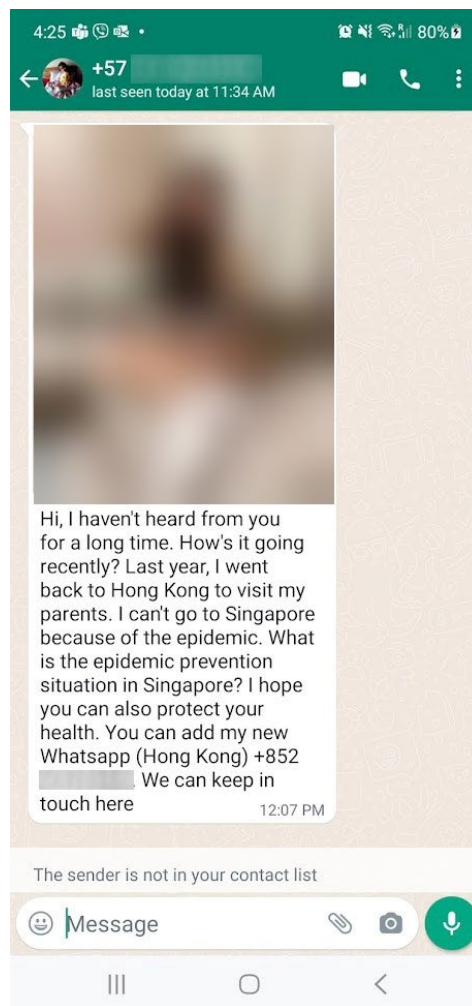 4:25
80%
+57
last seen today at 11:34 AM
Hi, I haven't heard from you
for a long time. How's it going
recently? Last year, I went
back to Hong Kong to visit my
parents. I can't go to Singapore
because of the epidemic. What
is the epidemic prevention
situation in Singapore? I hope
you can also protect your
health. You can add my new
Whatsapp (Hong Kong) +852
. We can keep in
touch here
12:07 PM
The sender is not in your contact list
Message